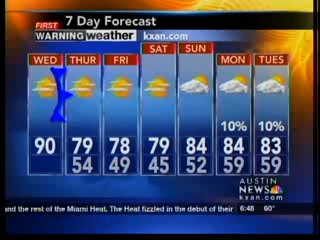 FIRST 7 Day Forecast
WARNING weather kxan.com
WED THUR FRI SAT SUN MON TUES
10% 10%
90 79 78 79 84 84 83
54 49 45 52 59 59
AUSTIN
NEWS
kxan.com
and the rest of the Miami Heat. The Heat fizzled in the debut of their 6:48 60°